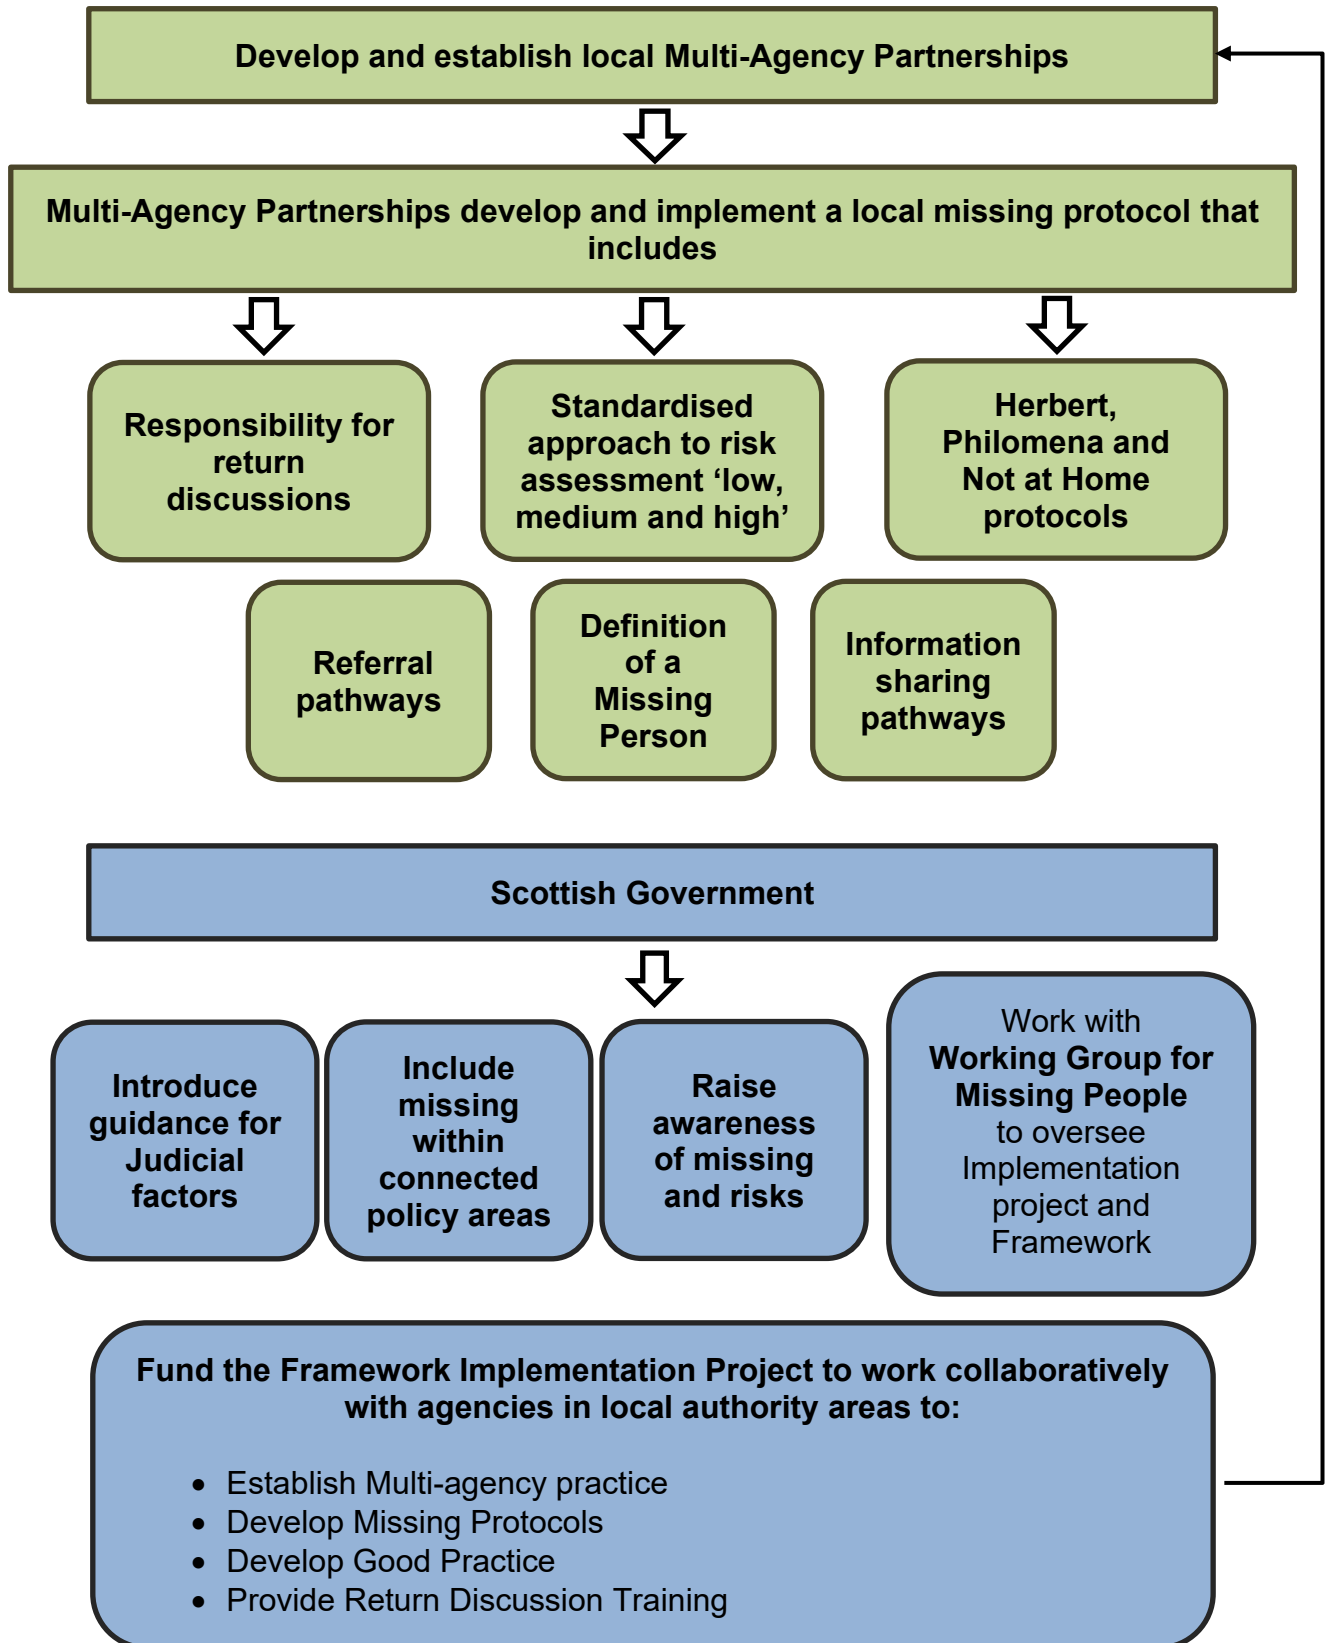 Develop and establish local Multi-Agency Partnerships
Multi-Agency Partnerships develop and implement a local missing protocol that
includes
Responsibility for
return
discussions
Standardised
approach to risk
assessment ‘low,
medium and high’
Herbert,
Philomena and
Not at Home
protocols
Referral
pathways
Definition
of a
Missing
Person
Information
sharing
pathways
Scottish Government
Introduce
guidance for
Judicial
factors
Include
missing
within
connected
policy areas
Raise
awareness
of missing
and risks
Work with
Working Group for
Missing People
to oversee
Implementation
project and
Framework
Fund the Framework Implementation Project to work collaboratively
with agencies in local authority areas to:
• Establish Multi-agency practice
• Develop Missing Protocols
• Develop Good Practice
• Provide Return Discussion Training